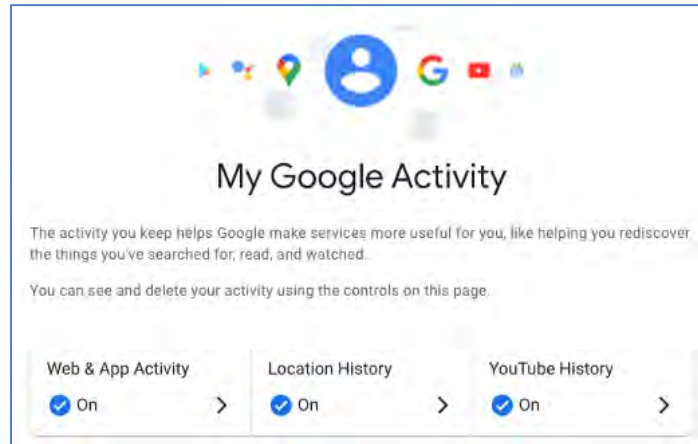 My Google Activity
The activity you keep helps Google make services more useful for you, like helping you rediscover
the things you've searched for, read, and watched.
You can see and delete your activity using the controls on this page.
Web & App Activity
On
Location History
On
YouTube History
On